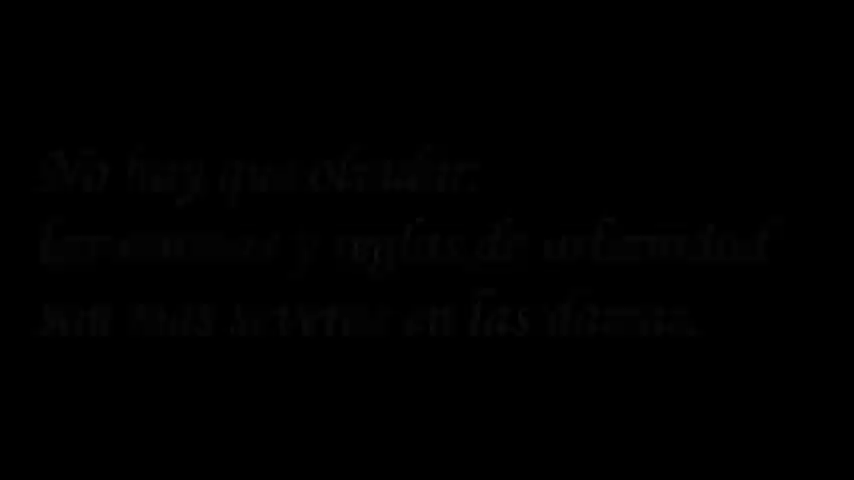 No hay que olvidar:
las normas y reglas de urbanidad
son más severas en las damas.